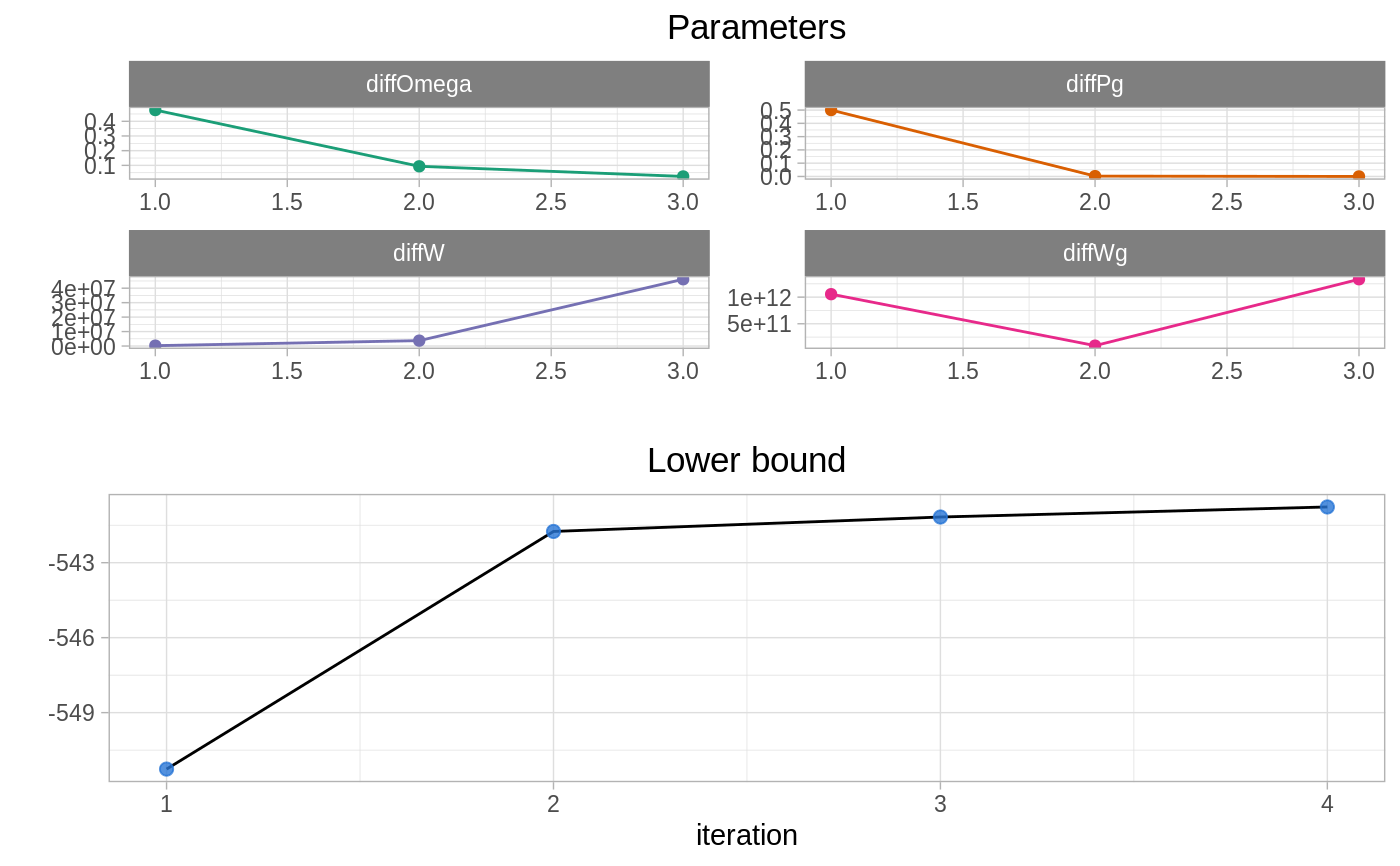 Parameters
diffOmega
diffPg
0.4
0.3
0.2
0.1
0.5
0.4
0.3
0.2
0.1
0.0
1.0 1.5 2.0 2.5 3.0
1.0 1.5 2.0 2.5 3.0
diffW
diffWg
4e+07
3e+07
2e+07
1e+07
0e+00
1e+12
5e+11
1.0 1.5 2.0 2.5 3.0
1.0 1.5 2.0 2.5 3.0
Lower bound
-543
-546
-549
1 2 3 4
iteration